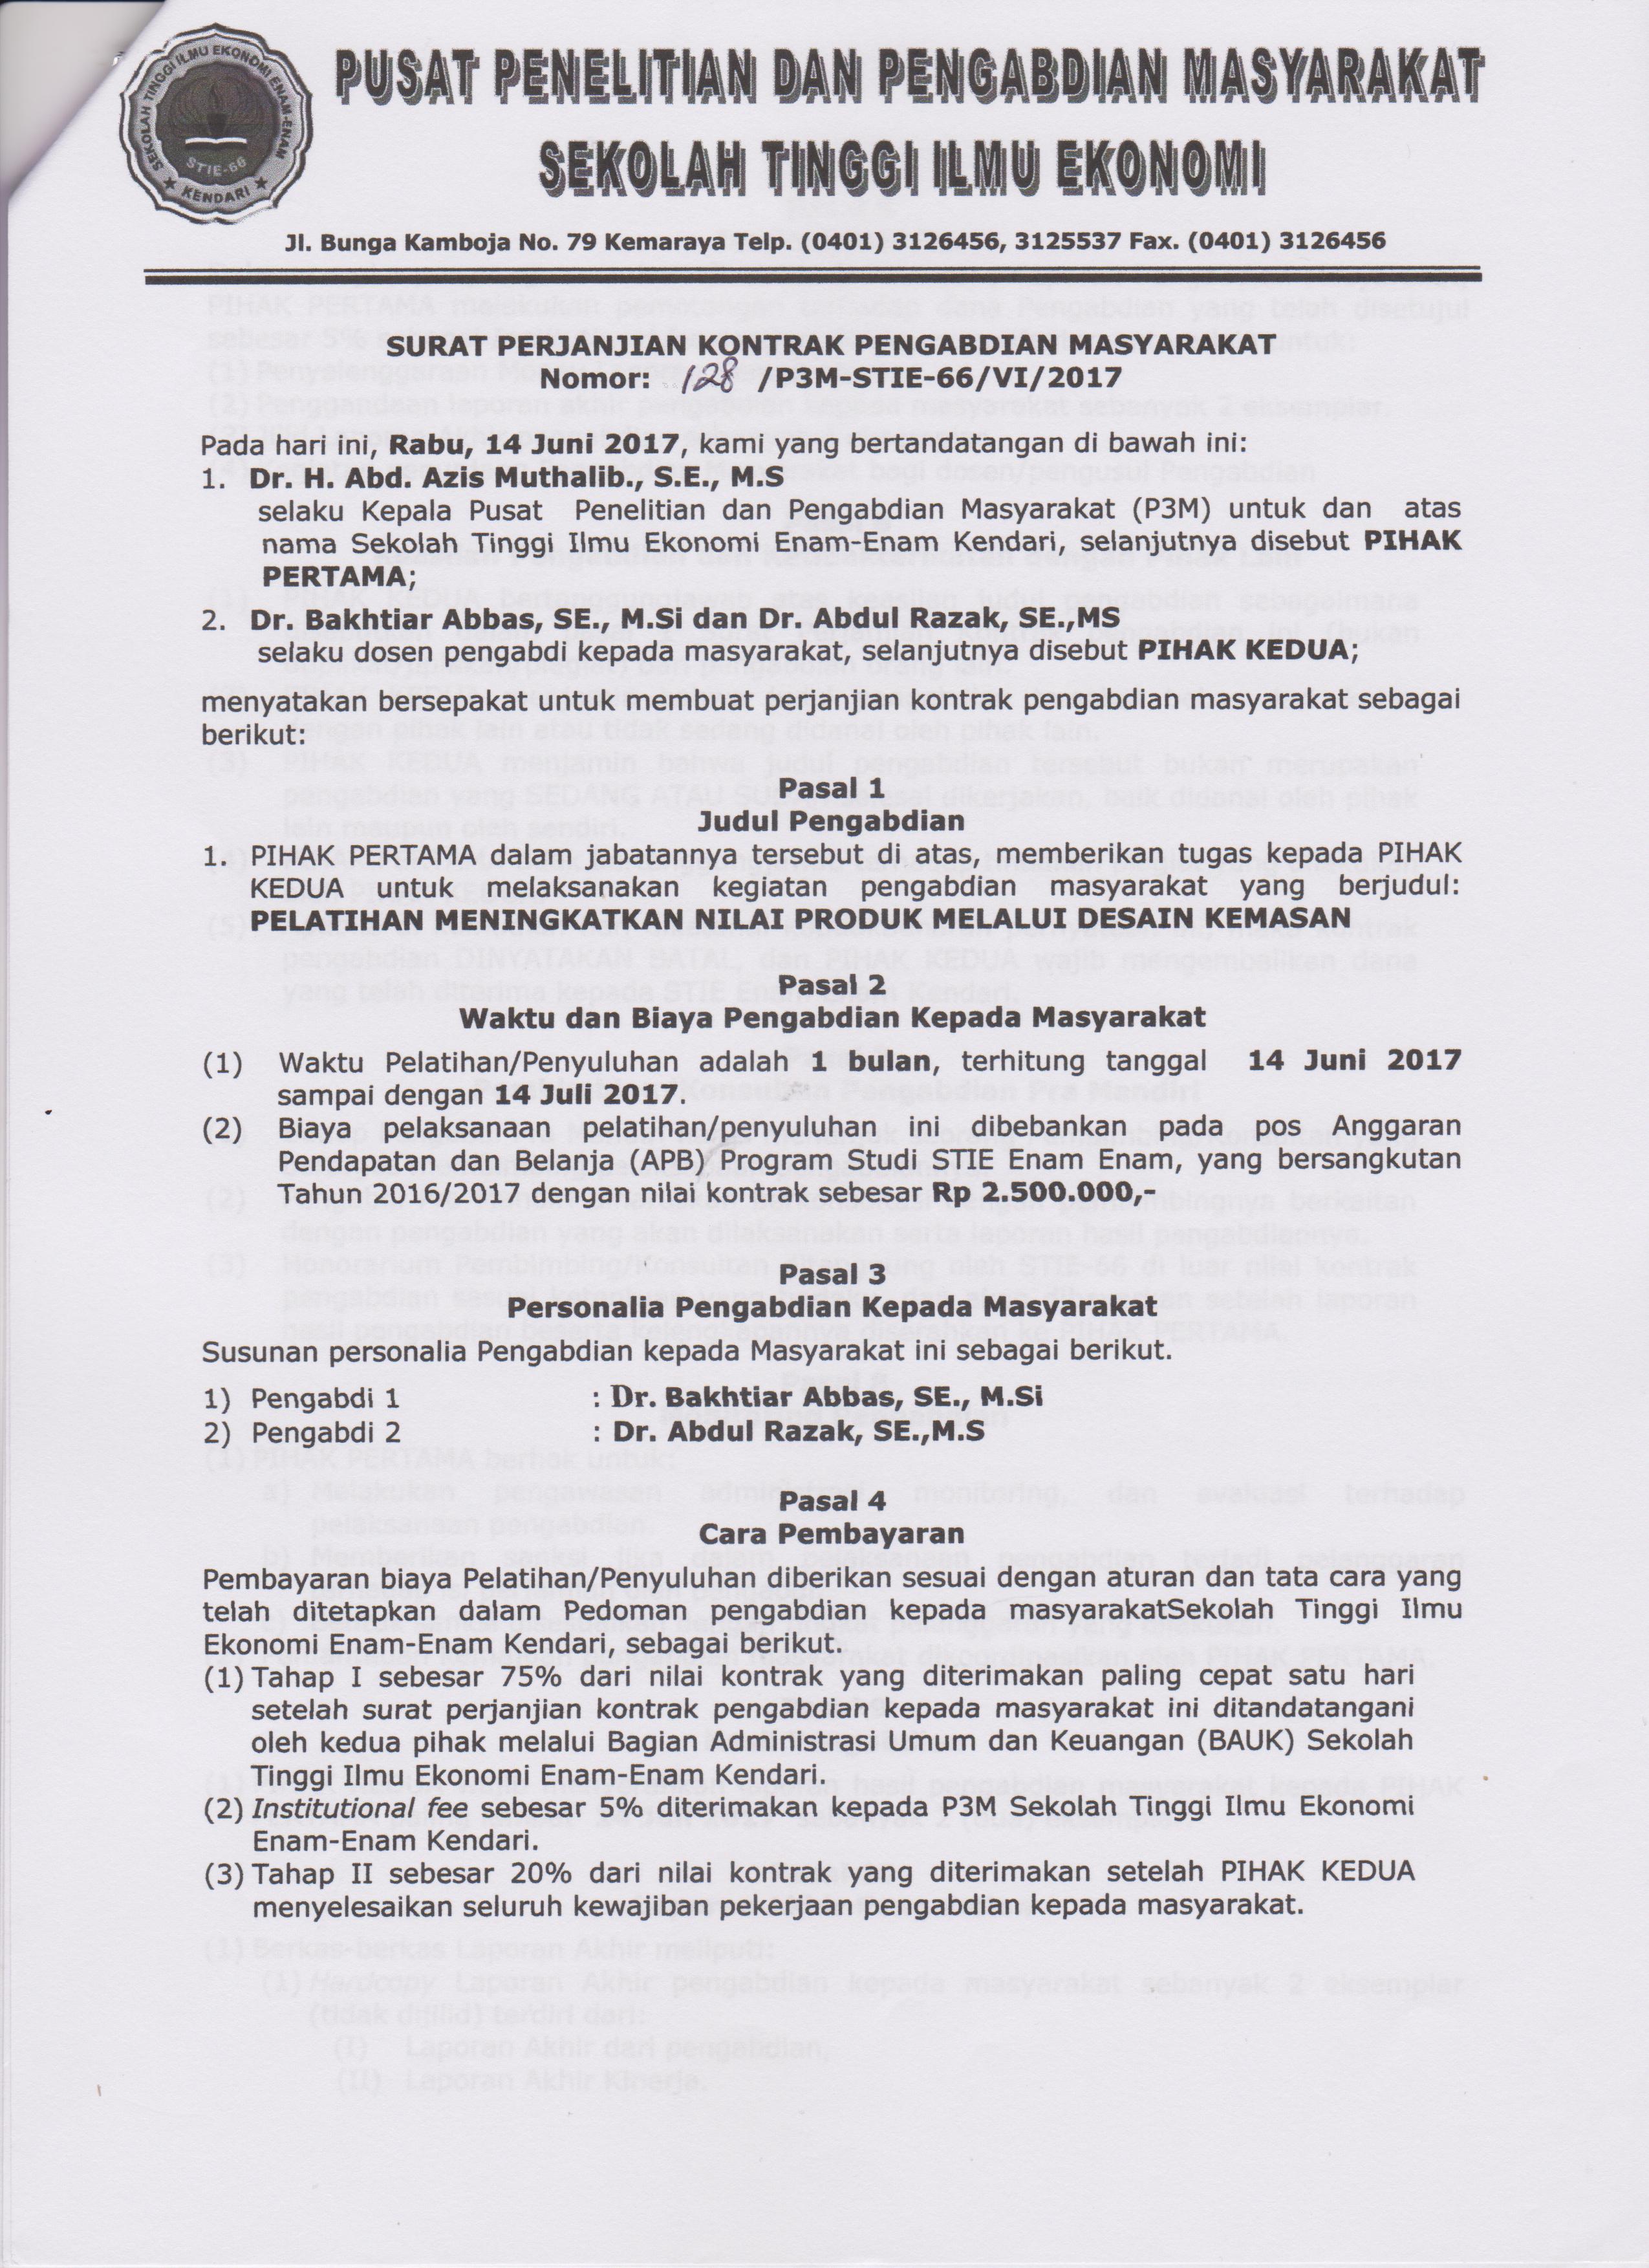 SEKOLAH TINGGI ILMU EKONOMI ENAM-ENAM
STIE-66
KENDARI
PUSAT PENELITIAN DAN PENGABDIAN MASYARAKAT
SEKOLAH TINGGI ILMU EKONOMI
Jl. Bunga Kamboja No. 79 Kemaraya Telp. (0401) 3126456, 3125537 Fax. (0401) 3126456
SURAT PERJANJIAN KONTRAK PENGABDIAN MASYARAKAT
Nomor: 128 /P3M-STIE-66/VI/2017
Pada hari ini, Rabu, 14 Juni 2017, kami yang bertandatangan di bawah ini:
1. Dr. H. Abd. Azis Muthalib., S.E., M.S
selaku Kepala Pusat Penelitian dan Pengabdian Masyarakat (P3M) untuk dan atas
nama Sekolah Tinggi Ilmu Ekonomi Enam-Enam Kendari, selanjutnya disebut PIHAK
PERTAMA;
2. Dr. Bakhtiar Abbas, SE., M.Si dan Dr. Abdul Razak, SE.,MS
selaku dosen pengabdi kepada masyarakat, selanjutnya disebut PIHAK KEDUA;
menyatakan bersepakat untuk membuat perjanjian kontrak pengabdian masyarakat sebagai
berikut:
Pasal 1
Judul Pengabdian
1. PIHAK PERTAMA dalam jabatannya tersebut di atas, memberikan tugas kepada PIHAK
KEDUA untuk melaksanakan kegiatan pengabdian masyarakat yang berjudul:
PELATIHAN MENINGKATKAN NILAI PRODUK MELALUI DESAIN KEMASAN
Pasal 2
Waktu dan Biaya Pengabdian Kepada Masyarakat
(1) Waktu Pelatihan/Penyuluhan adalah 1 bulan, terhitung tanggal 14 Juni 2017
sampai dengan 14 Juli 2017.
(2) Biaya pelaksanaan pelatihan/penyuluhan ini dibebankan pada pos Anggaran
Pendapatan dan Belanja (APB) Program Studi STIE Enam Enam, yang bersangkutan
Tahun 2016/2017 dengan nilai kontrak sebesar Rp 2.500.000,-
Pasal 3
Personalia Pengabdian Kepada Masyarakat
Susunan personalia Pengabdian kepada Masyarakat ini sebagai berikut.
1) Pengabdi 1 : Dr. Bakhtiar Abbas, SE., M.Si
2) Pengabdi 2 : Dr. Abdul Razak, SE.,M.S
Pasal 4
Cara Pembayaran
Pembayaran biaya Pelatihan/Penyuluhan diberikan sesuai dengan aturan dan tata cara yang
telah ditetapkan dalam Pedoman pengabdian kepada masyarakatSekolah Tinggi Ilmu
Ekonomi Enam-Enam Kendari, sebagai berikut.
(1) Tahap I sebesar 75% dari nilai kontrak yang diterimakan paling cepat satu hari
setelah surat perjanjian kontrak pengabdian kepada masyarakat ini ditandatangani
oleh kedua pihak melalui Bagian Administrasi Umum dan Keuangan (BAUK) Sekolah
Tinggi Ilmu Ekonomi Enam-Enam Kendari.
(2) Institutional fee sebesar 5% diterimakan kepada P3M Sekolah Tinggi Ilmu Ekonomi
Enam-Enam Kendari.
(3) Tahap II sebesar 20% dari nilai kontrak yang diterimakan setelah PIHAK KEDUA
menyelesaikan seluruh kewajiban pekerjaan pengabdian kepada masyarakat.